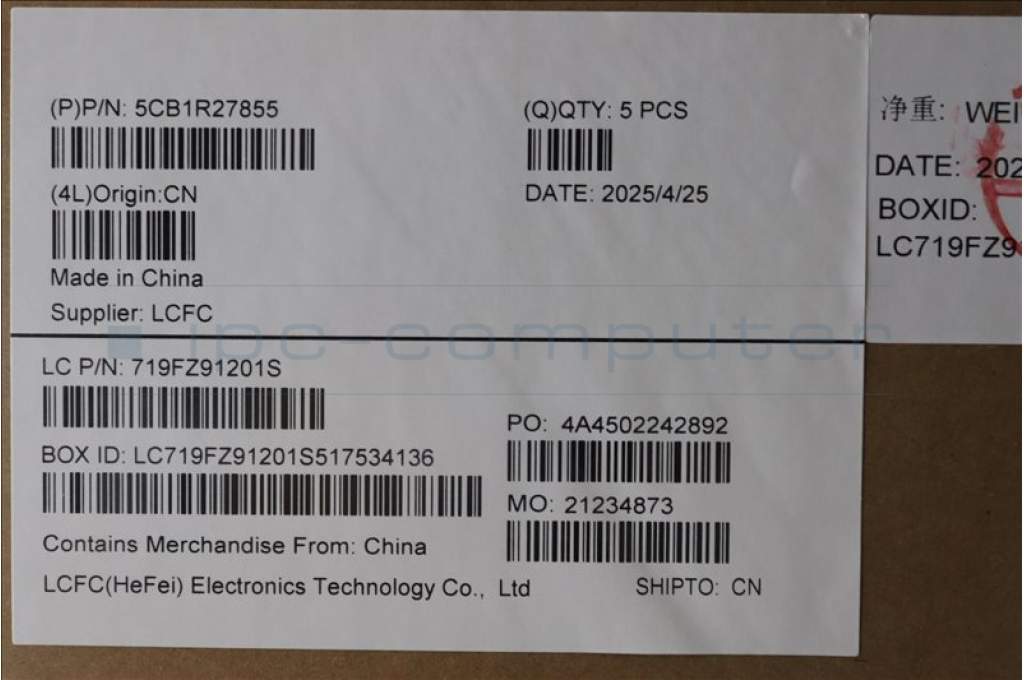 (P)P/N: 5CB1R27855
(Q)QTY: 5 PCS
(4L)Origin:CN
DATE: 2025/4/25
Made in China
Supplier: LCFC
ipc-computer
LC P/N: 719FZ91201S
PO: 4A4502242892
BOX ID: LC719FZ91201S517534136
MO: 21234873
Contains Merchandise From: China
LCFC(HeFei) Electronics Technology Co., Ltd
SHIPTO: CN
净重: WEI
DATE: 202
BOXID:
LC719FZ9